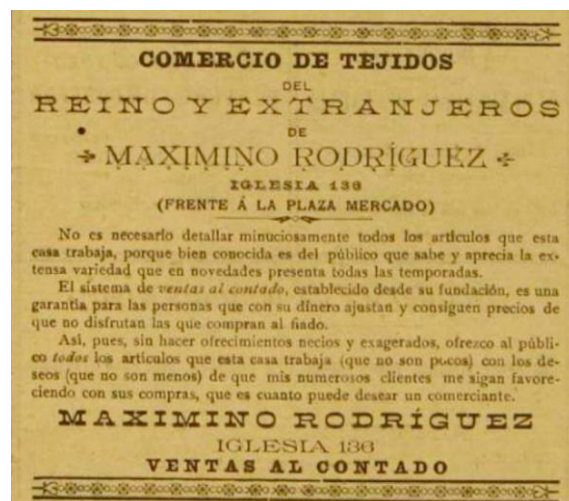 COMERCIO DE TEJIDOS
DEL
REINO Y EXTRANJEROS
DE
MAXIMINO RODRÍGUEZ
IGLESIA 136
(FRENTE Á LA PLAZA MERCADO)
No es necesario detallar minuciosamente todos los artículos que esta
casa trabaja, porque bien conocida es del público que sabe y aprecia la ex-
tensa variedad que en novedades presenta todas las temporadas.
El sistema de ventas al contado, establecido desde su fundación, es una
garantía para las personas que con su dinero ajustan y consiguen precios de
que no disfrutan las que compran al fiado.
Así, pues, sin hacer ofrecimientos necios y exagerados, ofrezco al públi-
co todos los artículos que esta casa trabaja (que no son pocos) con los de-
seos (que no son menos) de que mis numerosos clientes me sigan favore-
ciendo con sus compras, que es cuanto puede desear un comerciante.
MAXIMINO RODRÍGUEZ
IGLESIA 136
VENTAS AL CONTADO